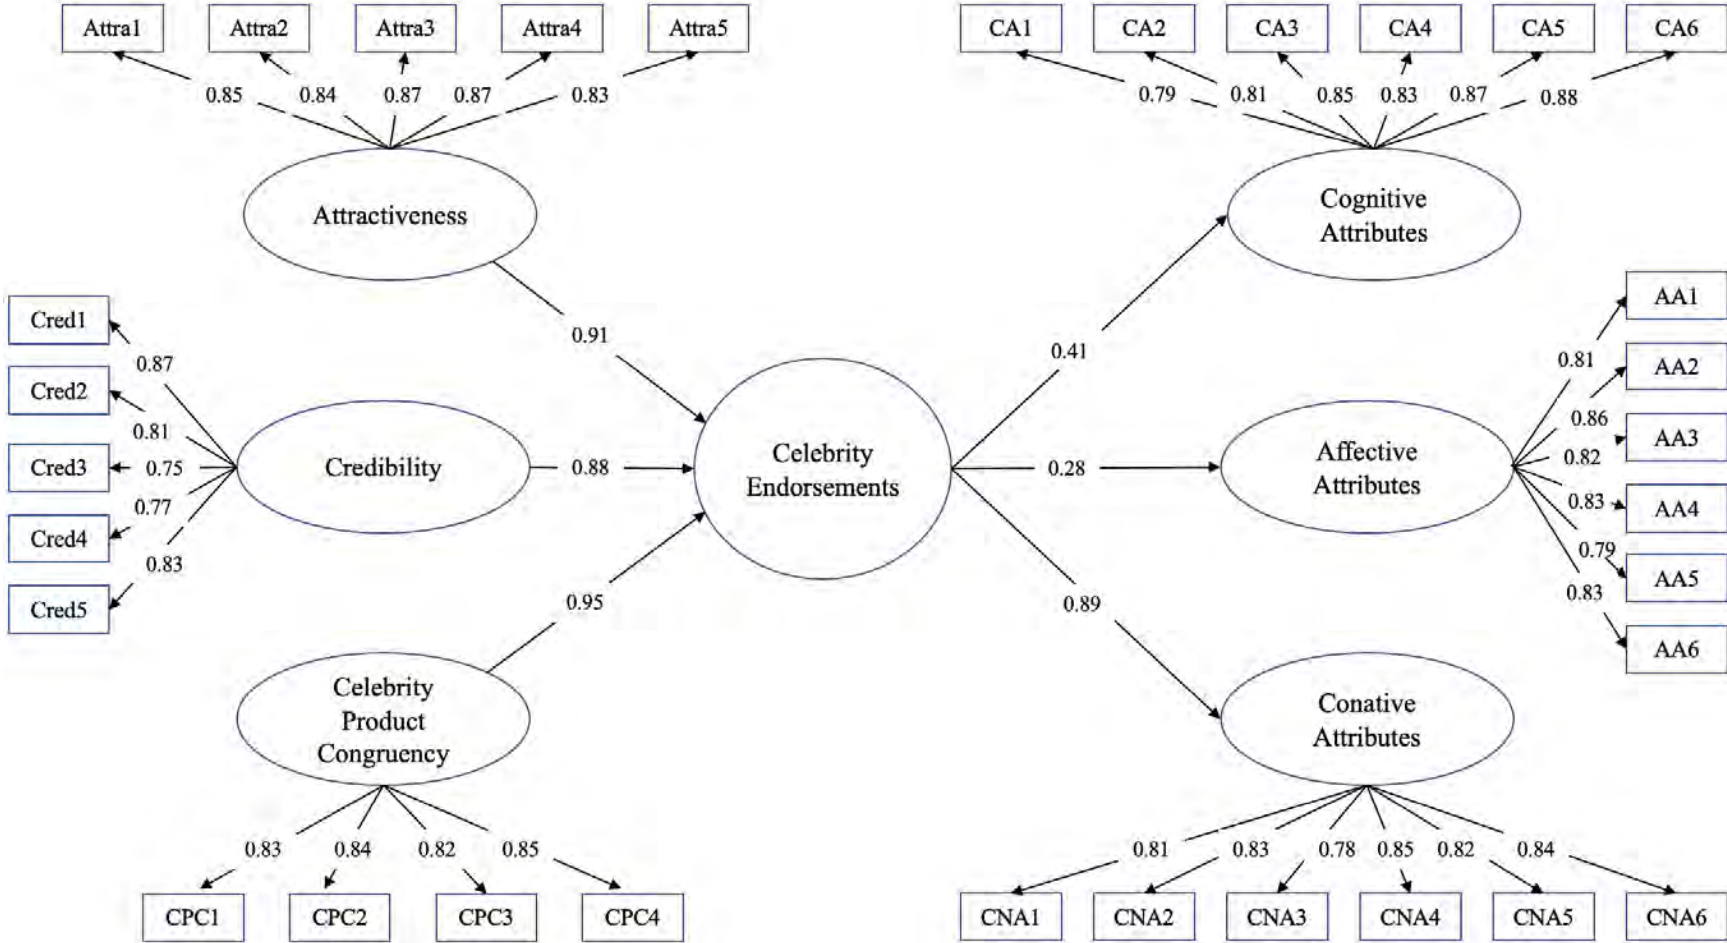 Attra1 Attra2 Attra3 Attra4 Attra5 CA1 CA2 CA3 CA4 CA5 CA6
0.85 0.84 0.87 0.87 0.83 0.79 0.81 0.85 0.83 0.87 0.88
Attractiveness
Cognitive
Attributes
Cred1
Cred2
Cred3
Cred4
Cred5
0.87
0.81
0.75
0.77
0.83
Credibility
0.91
0.88
0.95
Celebrity
Endorsements
0.41
0.28
0.89
Affective
Attributes
0.81
0.86
0.82
0.83
0.79
0.83
AA1
AA2
AA3
AA4
AA5
AA6
Celebrity
Product
Congruency
Conative
Attributes
0.83 0.84 0.82 0.85 0.81 0.83 0.78 0.85 0.82 0.84
CPC1 CPC2 CPC3 CPC4 CNA1 CNA2 CNA3 CNA4 CNA5 CNA6